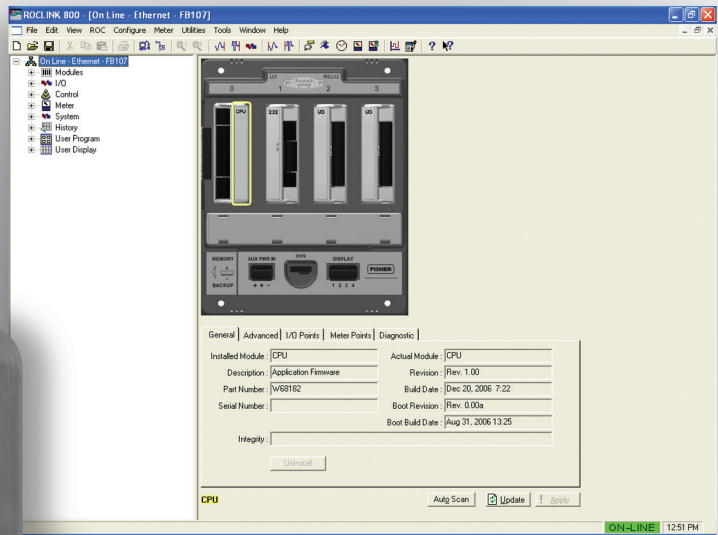 ROCLINK 800 - [On Line - Ethernet - FB107]
File Edit View ROC Configure Meter Utilities Tools Window Help
On Line - Ethernet - FB107
Modules
I/O
Control
Meter
System
History
User Program
User Display
LOI RS232
0 1 2 3
CPU 232 I/O I/O
MEMORY AUX PWR IN DVS DISPLAY
FISHER
BACKUP + + - 1 2 3 4
General Advanced I/O Points Meter Points Diagnostic
Installed Module : CPU Actual Module : CPU
Description : Application Firmware Revision : Rev. 1.00
Part Number : W68182 Build Date : Dec 20, 2006 7:22
Serial Number : Boot Revision : Rev. 0.00a
Boot Build Date : Aug 31, 2006 13:25
Integrity :
Uninstall
CPU Auto Scan Update ! Apply
ON-LINE 12:51 PM